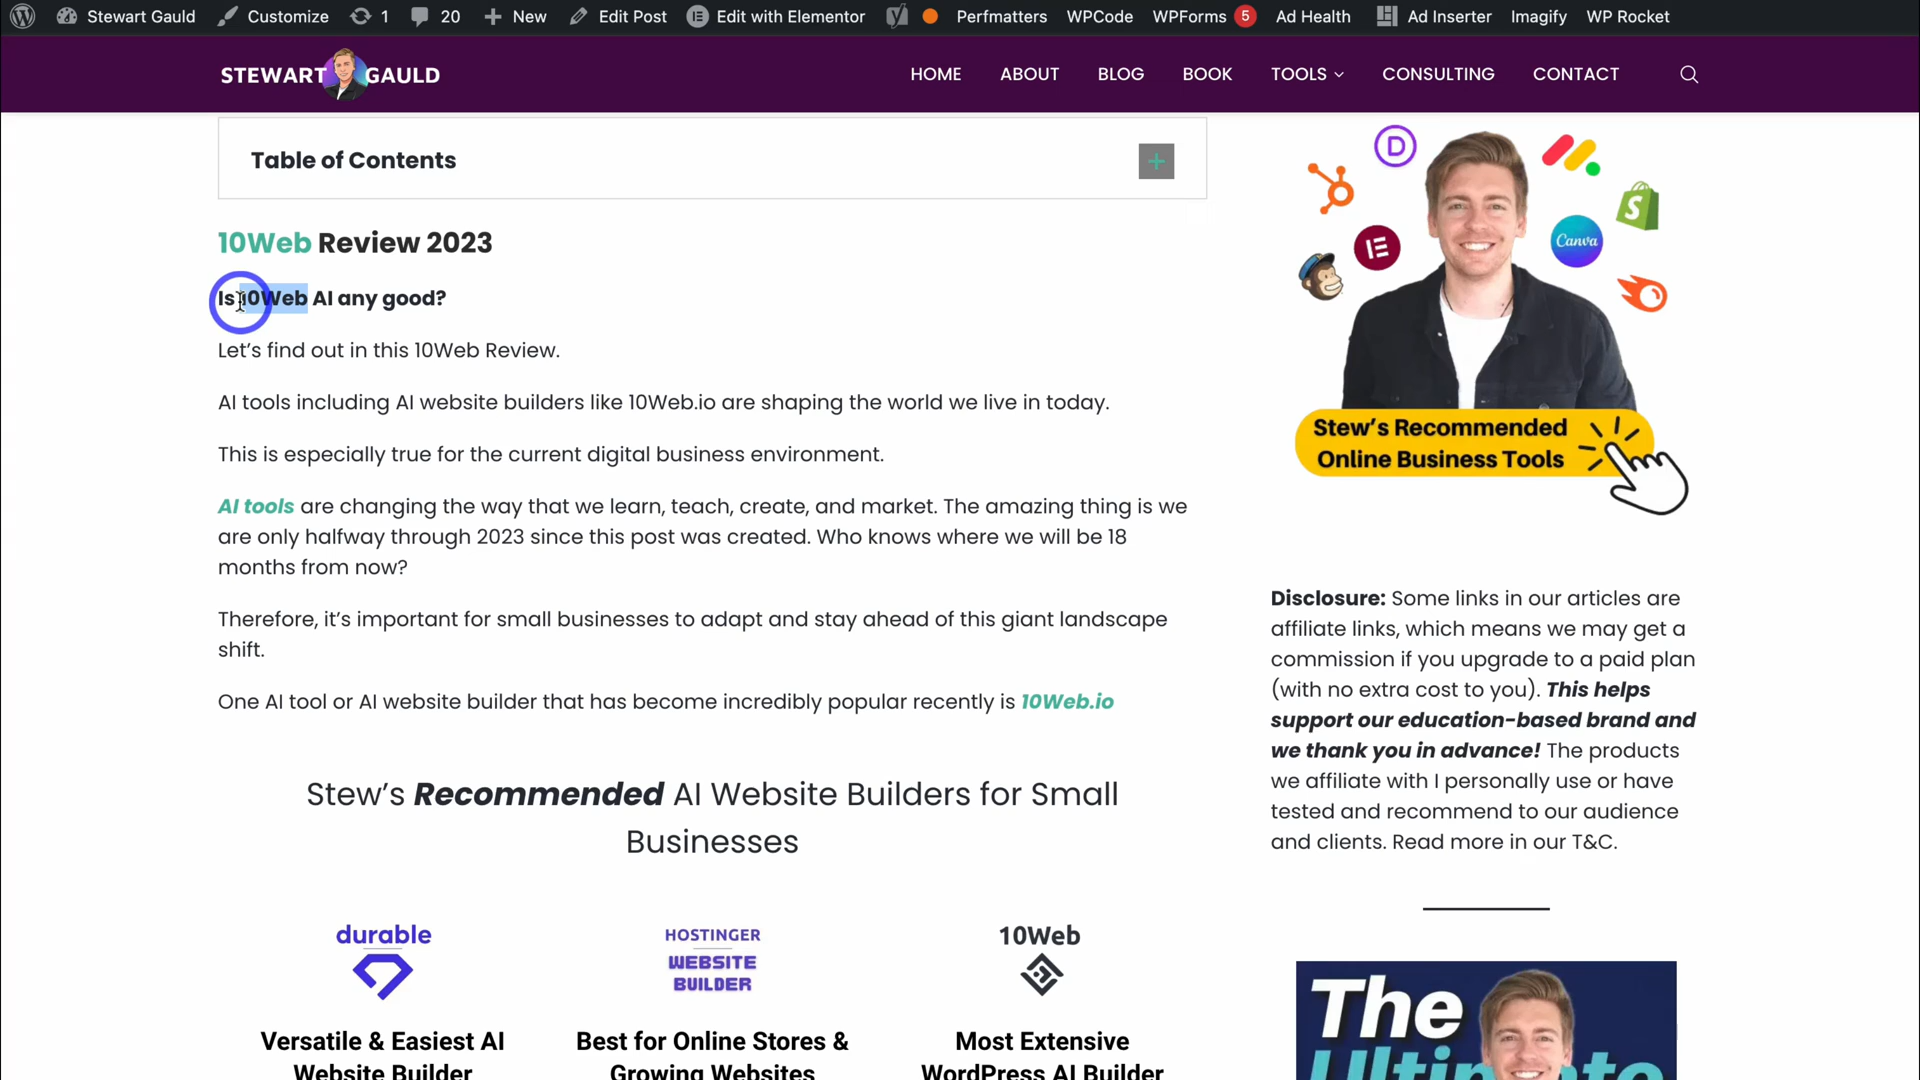 Stewart Gauld Customize 1 20 New Edit Post Edit with Elementor Perfmatters WPCode WPForms 5 Ad Health Ad Inserter Imagify WP Rocket
STEWART GAULD HOME ABOUT BLOG BOOK TOOLS CONSULTING CONTACT
Table of Contents +
10Web Review 2023
Is 10Web AI any good?
Let’s find out in this 10Web Review.
AI tools including AI website builders like 10Web.io are shaping the world we live in today.
This is especially true for the current digital business environment.
AI tools are changing the way that we learn, teach, create, and market. The amazing thing is we
are only halfway through 2023 since this post was created. Who knows where we will be 18
months from now?
Therefore, it’s important for small businesses to adapt and stay ahead of this giant landscape
shift.
One AI tool or AI website builder that has become incredibly popular recently is 10Web.io
Stew’s Recommended AI Website Builders for Small
Businesses
durable
Versatile & Easiest AI
Website Builder
HOSTINGER
WEBSITE
BUILDER
Best for Online Stores &
Growing Websites
10Web
Most Extensive
WordPress AI Builder
D
S
E
Canva
Stew’s Recommended
Online Business Tools
Disclosure: Some links in our articles are
affiliate links, which means we may get a
commission if you upgrade to a paid plan
(with no extra cost to you). This helps
support our education-based brand and
we thank you in advance! The products
we affiliate with I personally use or have
tested and recommend to our audience
and clients. Read more in our T&C.
The
Ultimate